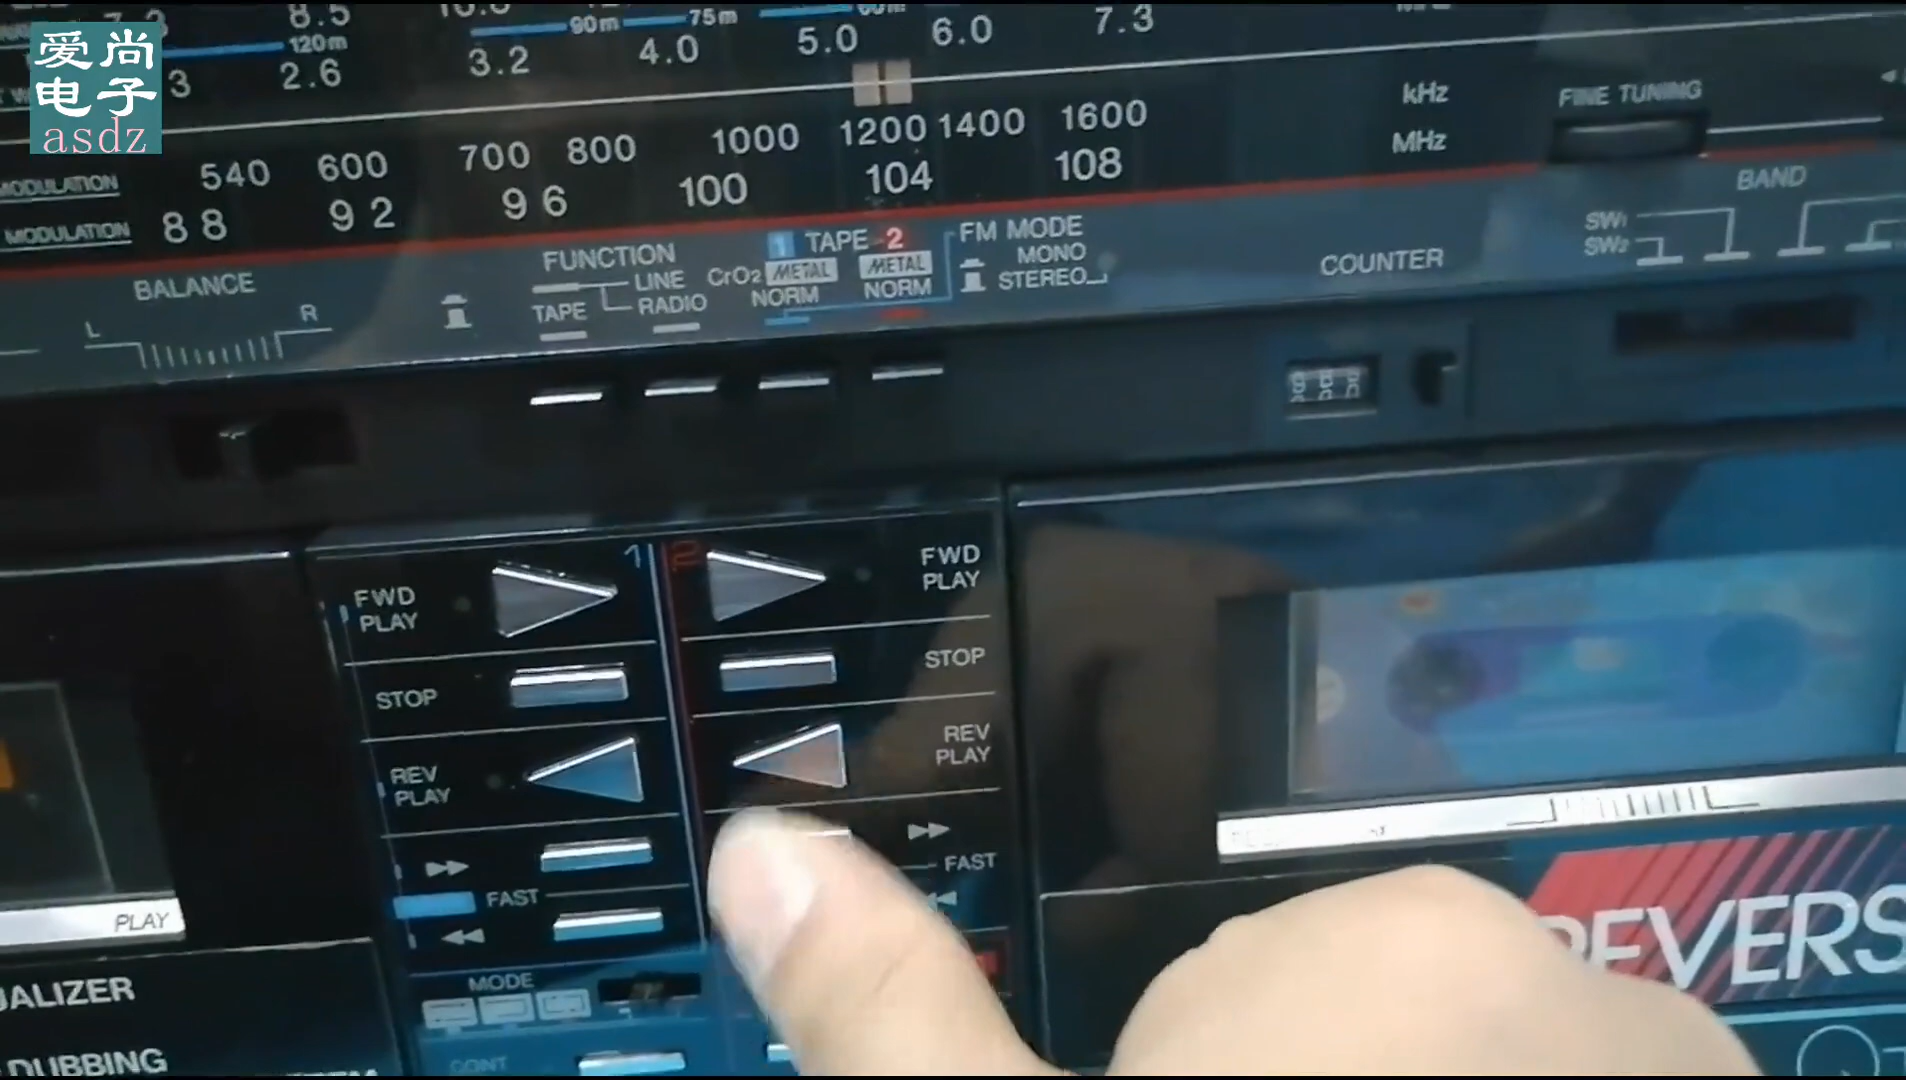 爱尚
电子
asdz
8.5
90m
75m
120m
3
2.6
3.2
4.0
5.0
6.0
7.3
kHz
FINE TUNING
MODULATION
540 600 700 800 1000 1200 1400 1600
MHz
MODULATION
88 92 96 100 104 108
BAND
SW1
SW2
BALANCE
L R
FUNCTION
LINE
TAPE RADIO
1 TAPE 2
CrO2 METAL METAL
NORM NORM
FM MODE
MONO
STEREO
COUNTER
1 2
FWD
PLAY
FWD
PLAY
STOP
STOP
REV
PLAY
REV
PLAY
FAST
FAST
PLAY
MODE
CONT
DUBBING
REVERS